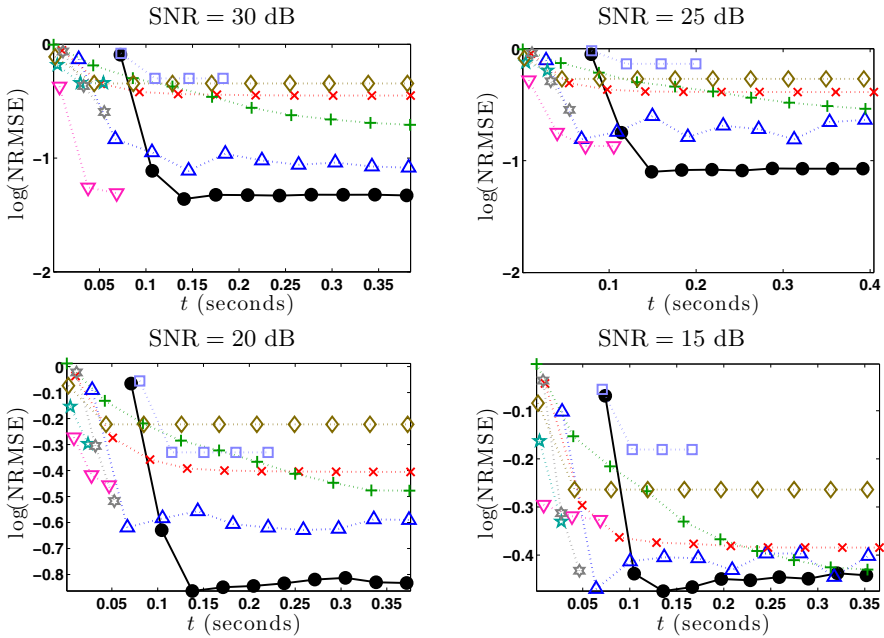 SNR = 30 dB
SNR = 25 dB
log(NRMSE)
0
−1
−2
0.05 0.1 0.15 0.2 0.25 0.3 0.35
t (seconds)
log(NRMSE)
0
−1
−2
0 0.1 0.2 0.3 0.4
t (seconds)
SNR = 20 dB
SNR = 15 dB
log(NRMSE)
0
−0.1
−0.2
−0.3
−0.4
−0.5
−0.6
−0.7
−0.8
0.05 0.1 0.15 0.2 0.25 0.3 0.35
t (seconds)
log(NRMSE)
−0.1
−0.2
−0.3
−0.4
0 0.05 0.1 0.15 0.2 0.25 0.3 0.35
t (seconds)